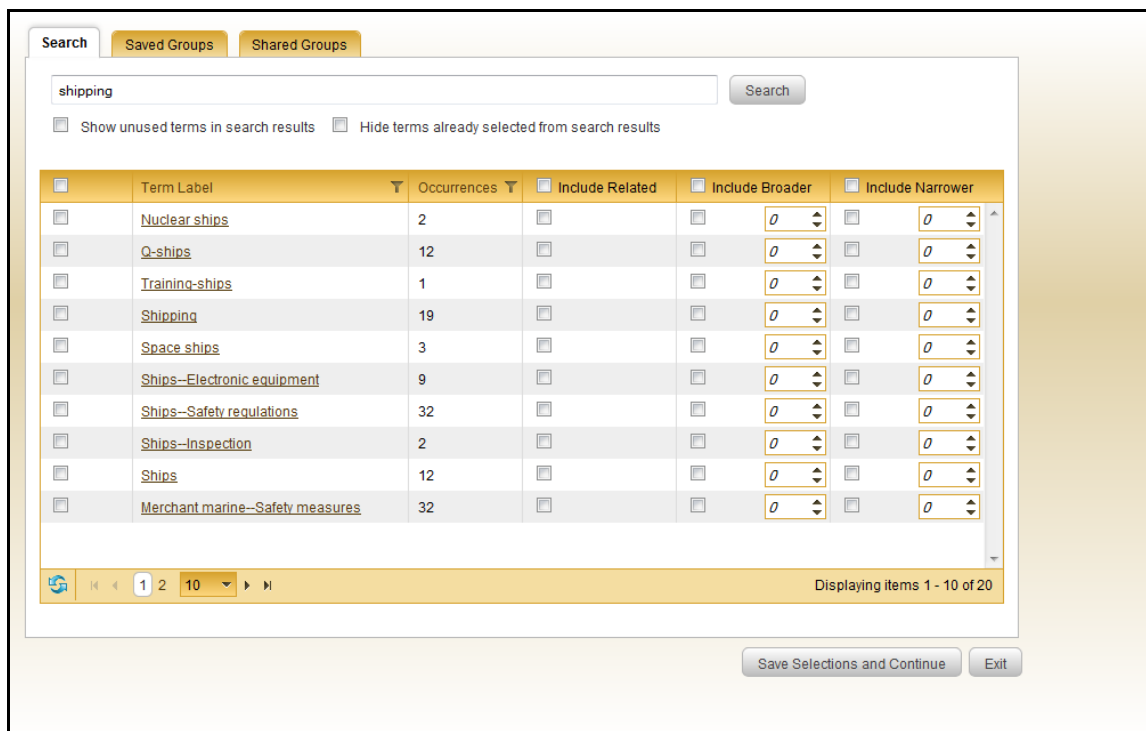 Search Saved Groups Shared Groups
shipping Search
Show unused terms in search results Hide terms already selected from search results
Term Label Occurrences Include Related Include Broader Include Narrower
Nuclear ships 2 0 0
Q-ships 12 0 0
Training-ships 1 0 0
Shipping 19 0 0
Space ships 3 0 0
Ships--Electronic equipment 9 0 0
Ships--Safety regulations 32 0 0
Ships--Inspection 2 0 0
Ships 12 0 0
Merchant marine--Safety measures 32 0 0
1 2 10 Displaying items 1 - 10 of 20
Save Selections and Continue Exit